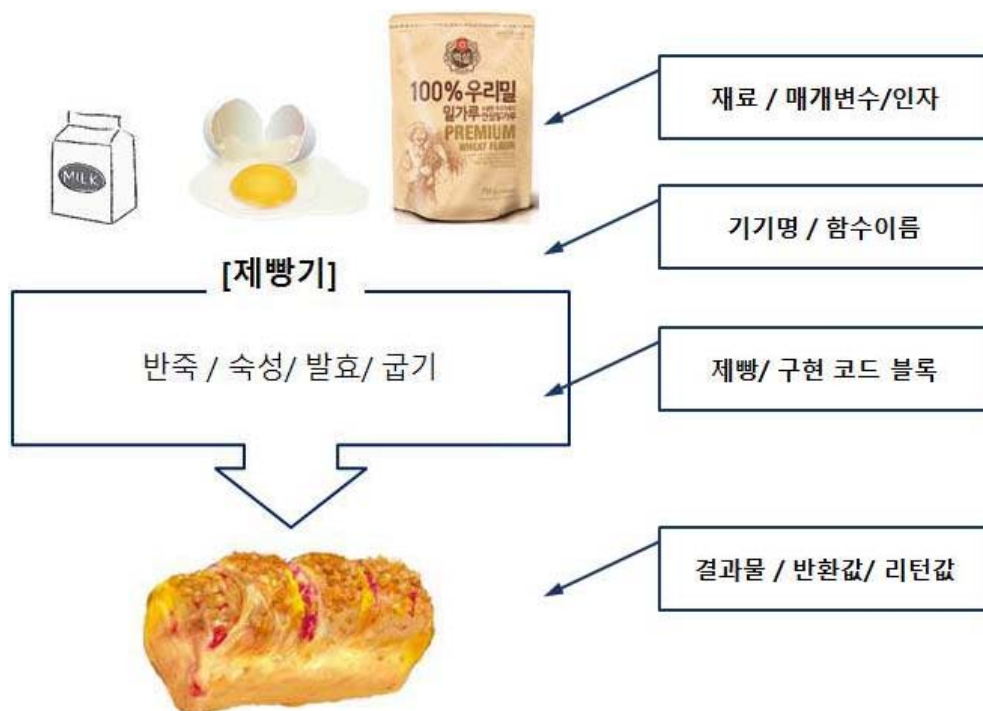 백설
100%우리밀
밀가루
PREMIUM
WHEAT FLOUR
MILK
재료 / 매개변수/인자
기기명 / 함수이름
[제빵기]
반죽 / 숙성/ 발효/ 굽기
제빵/ 구현 코드 블록
결과물 / 반환값/ 리턴값